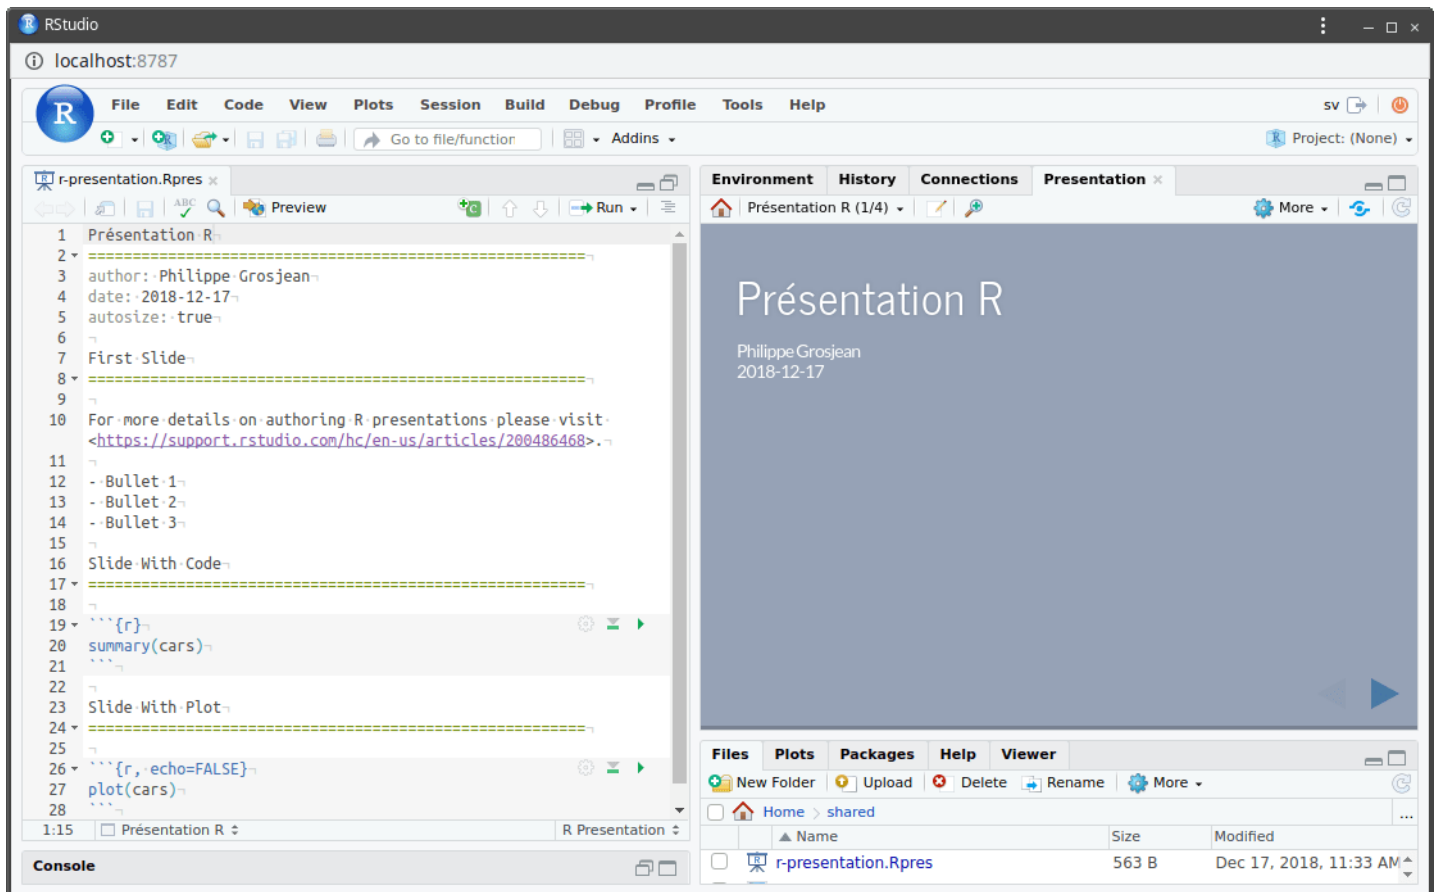 RStudio
localhost:8787
R
File Edit Code View Plots Session Build Debug Profile Tools Help
sv
Go to file/function
Addins
Project: (None)
r-presentation.Rpres
ABC
Preview
Run
1 Présentation R
2 ========================================================
3 author: Philippe Grosjean
4 date: 2018-12-17
5 autosize: true
6
7 First Slide
8 ========================================================
9
10 For more details on authoring R presentations please visit
<https://support.rstudio.com/hc/en-us/articles/200486468>.
11
12 - Bullet 1
13 - Bullet 2
14 - Bullet 3
15
16 Slide With Code
17 ========================================================
18
19 ```{r}
20 summary(cars)
21 ```
22
23 Slide With Plot
24 ========================================================
25
26 ```{r, echo=FALSE}
27 plot(cars)
28 ```
1:15 Présentation R R Presentation
Console
Environment History Connections Presentation
Présentation R (1/4)
More
Présentation R
Philippe Grosjean
2018-12-17
Files Plots Packages Help Viewer
New Folder Upload Delete Rename More
Home shared ...
Name Size Modified
r-presentation.Rpres 563 B Dec 17, 2018, 11:33 AM